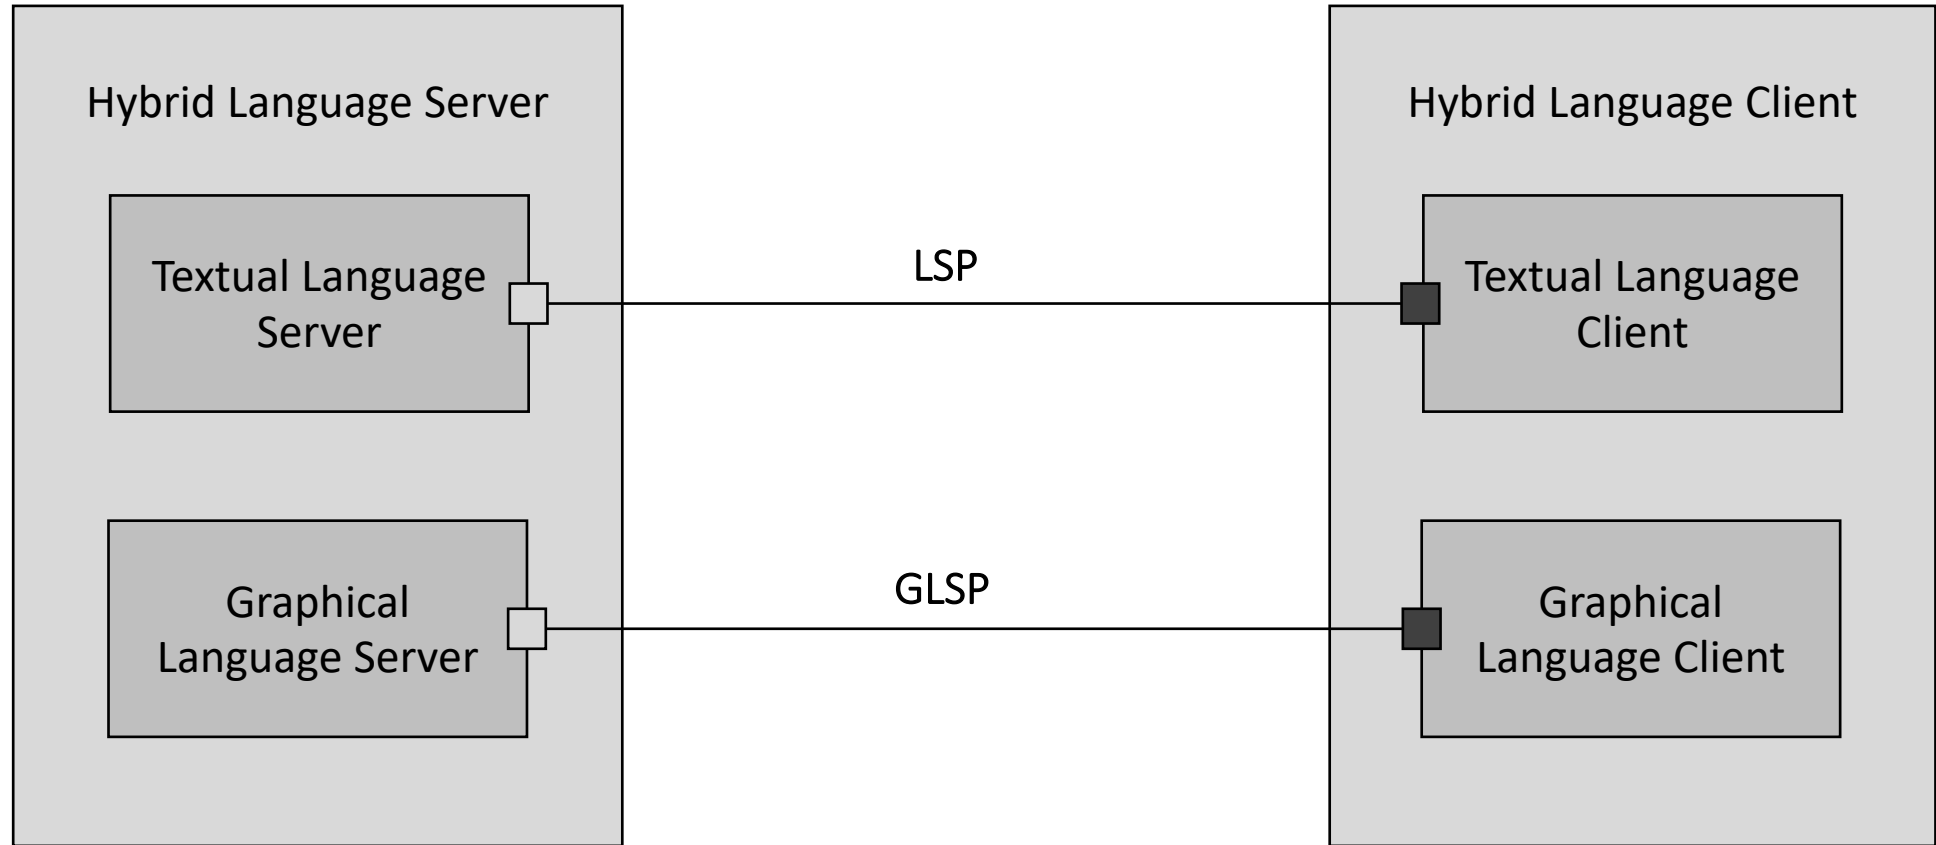 Hybrid Language Server
Hybrid Language Client
Textual Language
Server
LSP
Textual Language
Client
Graphical
Language Server
GLSP
Graphical
Language Client